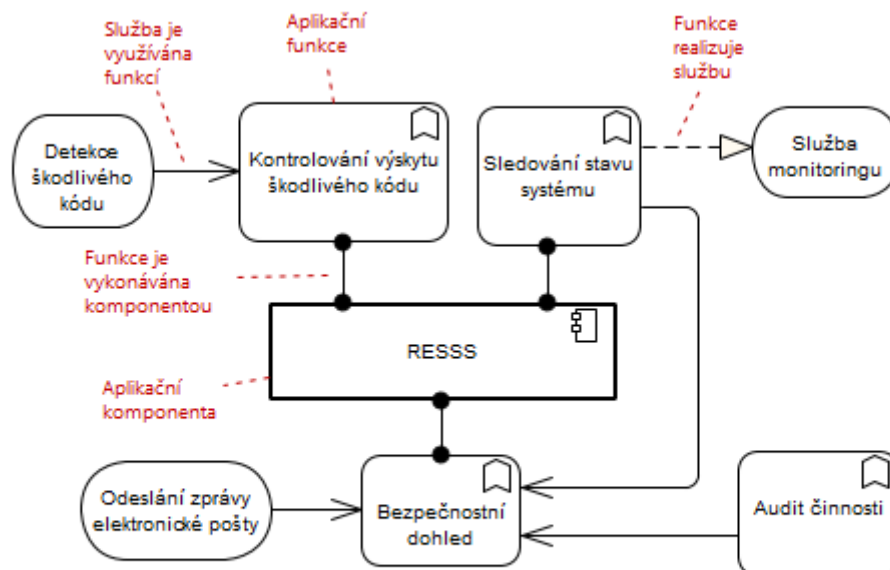 Služba je
využívána
funkcí
Aplikační
funkce
Funkce
realizuje
službu
Detekce
škodlivého
kódu
Kontrolování výskytu
škodlivého kódu
Sledování stavu
systému
Služba
monitoringu
Funkce je
vykonávána
komponentou
RESSS
Aplikační
komponenta
Odeslání zprávy
elektronické pošty
Bezpečnostní
dohled
Audit činnosti